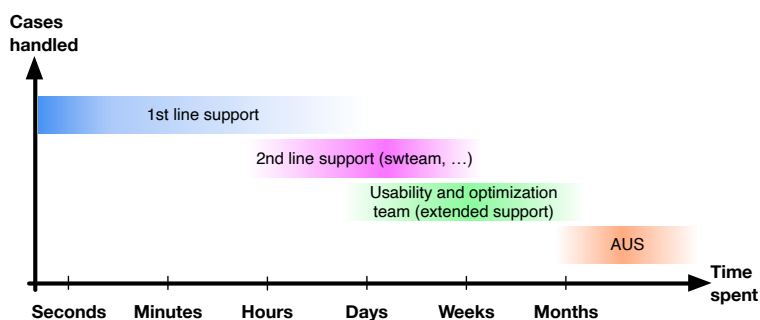 Cases
handled
1st line support
2nd line support (swteam, …)
Usability and optimization
team (extended support)
AUS
Time
spent
Seconds Minutes Hours Days Weeks Months